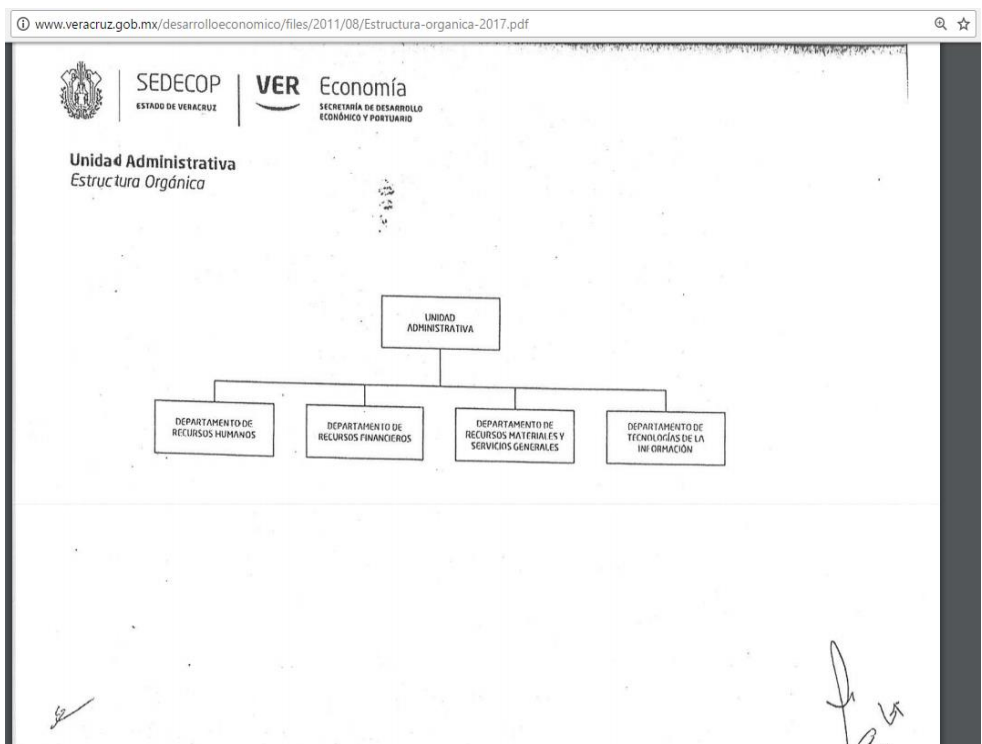 www.veracruz.gob.mx/desarrolloeconomico/files/2011/08/Estructura-organica-2017.pdf
SEDECOP
ESTADO DE VERACRUZ
VER
Economía
SECRETARÍA DE DESARROLLO
ECONÓMICO Y PORTUARIO
Unidad Administrativa
Estructura Orgánica
UNIDAD
ADMINISTRATIVA
DEPARTAMENTO DE
RECURSOS HUMANOS
DEPARTAMENTO DE
RECURSOS FINANCIEROS
DEPARTAMENTO DE
RECURSOS MATERIALES Y
SERVICIOS GENERALES
DEPARTAMENTO DE
TECNOLOGÍAS DE LA
INFORMACIÓN